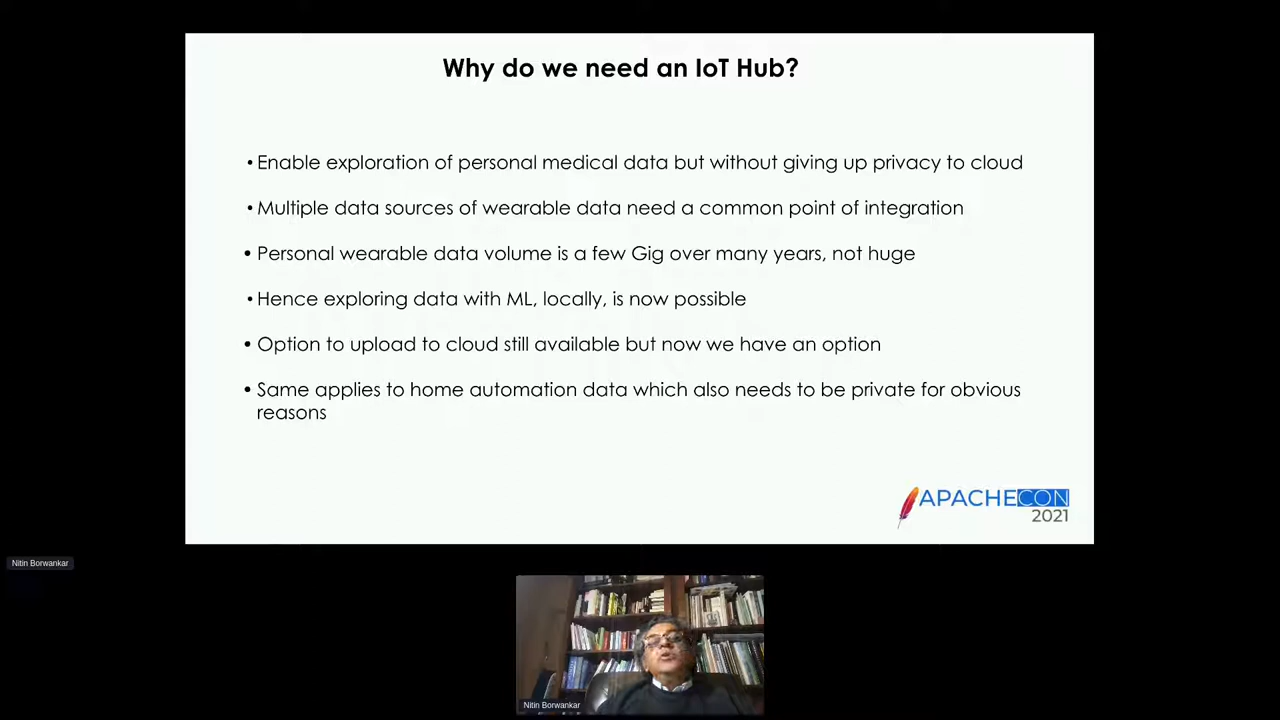 Why do we need an IoT Hub?
• Enable exploration of personal medical data but without giving up privacy to cloud
• Multiple data sources of wearable data need a common point of integration
• Personal wearable data volume is a few Gig over many years, not huge
• Hence exploring data with ML, locally, is now possible
• Option to upload to cloud still available but now we have an option
• Same applies to home automation data which also needs to be private for obvious
reasons
APACHECON
2021
Nitin Borwankar
Nitin Borwankar